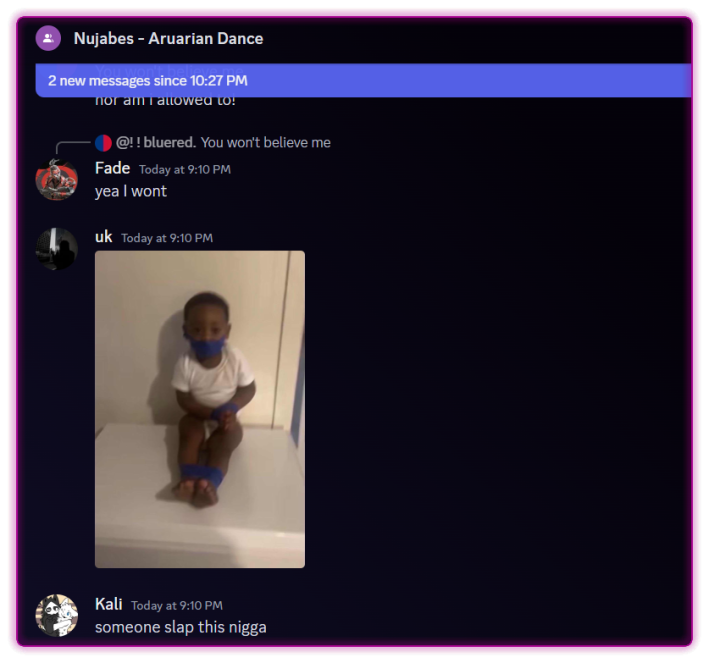 Nujabes - Aruarian Dance
2 new messages since 10:27 PM
nor am I allowed to!
@! ! bluered. You won't believe me
Fade Today at 9:10 PM
yea I wont
uk Today at 9:10 PM
Kali Today at 9:10 PM
someone slap this nigga